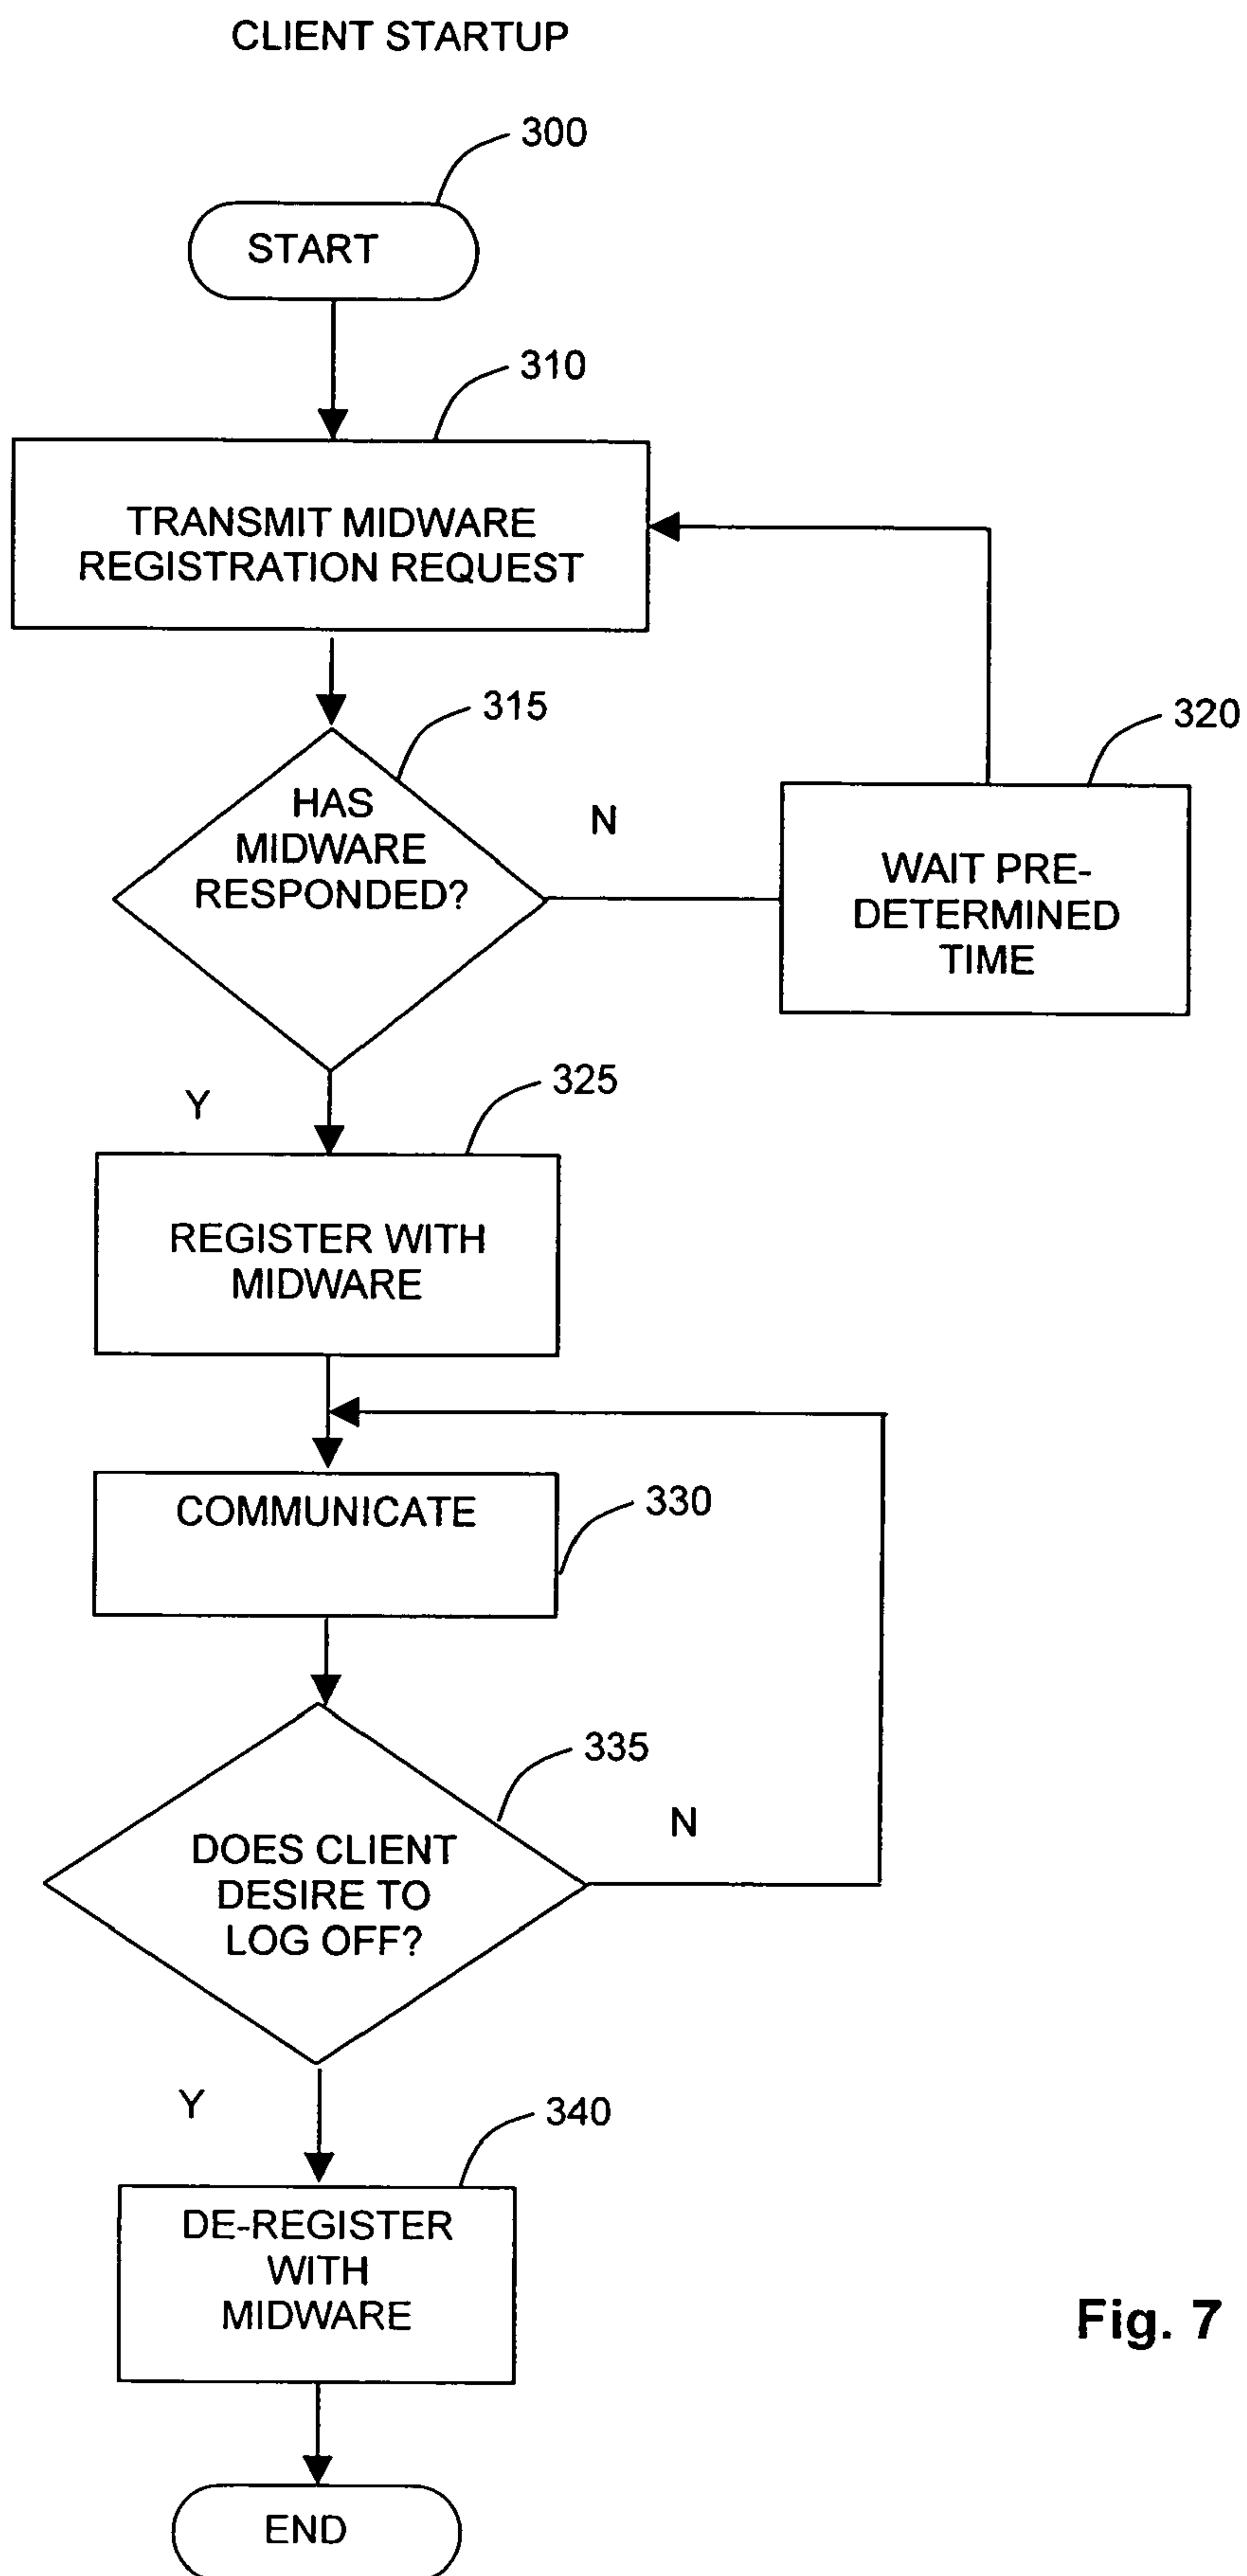 CLIENT STARTUP
300
START
310
TRANSMIT MIDWARE
REGISTRATION REQUEST
315
320
HAS
MIDWARE
RESPONDED?
N
WAIT PRE-
DETERMINED
TIME
Y
325
REGISTER WITH
MIDWARE
COMMUNICATE
330
335
N
DOES CLIENT
DESIRE TO
LOG OFF?
Y
340
DE-REGISTER
WITH
MIDWARE
Fig. 7
END